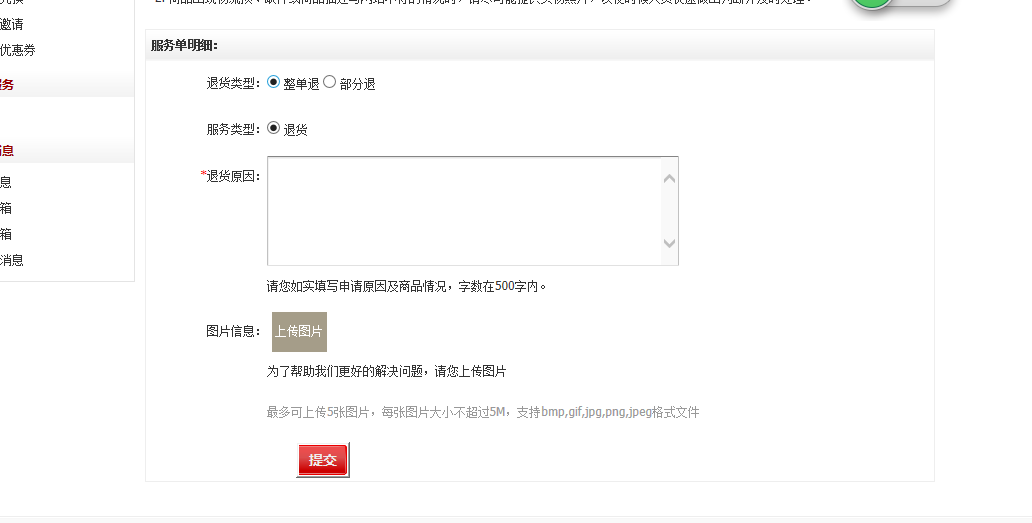 邀请
优惠券
服务单明细：
务
退货类型： 整单退 部分退
服务类型： 退货
息
*退货原因：
息
箱
箱
消息
请您如实填写申请原因及商品情况，字数在500字内。
图片信息： 上传图片
为了帮助我们更好的解决问题，请您上传图片
最多可上传5张图片，每张图片大小不超过5M，支持bmp,gif,jpg,png,jpeg格式文件
提交